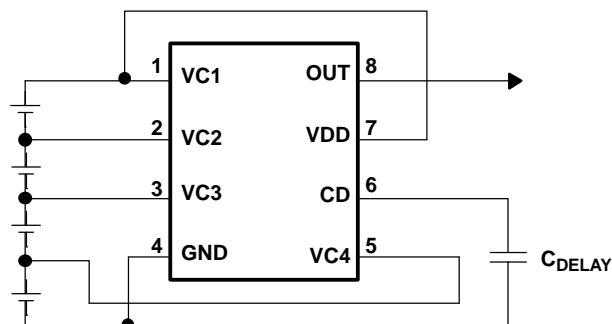 1 VC1 OUT 8
2 VC2 VDD 7
3 VC3 CD 6
4 GND VC4 5
CDELAY